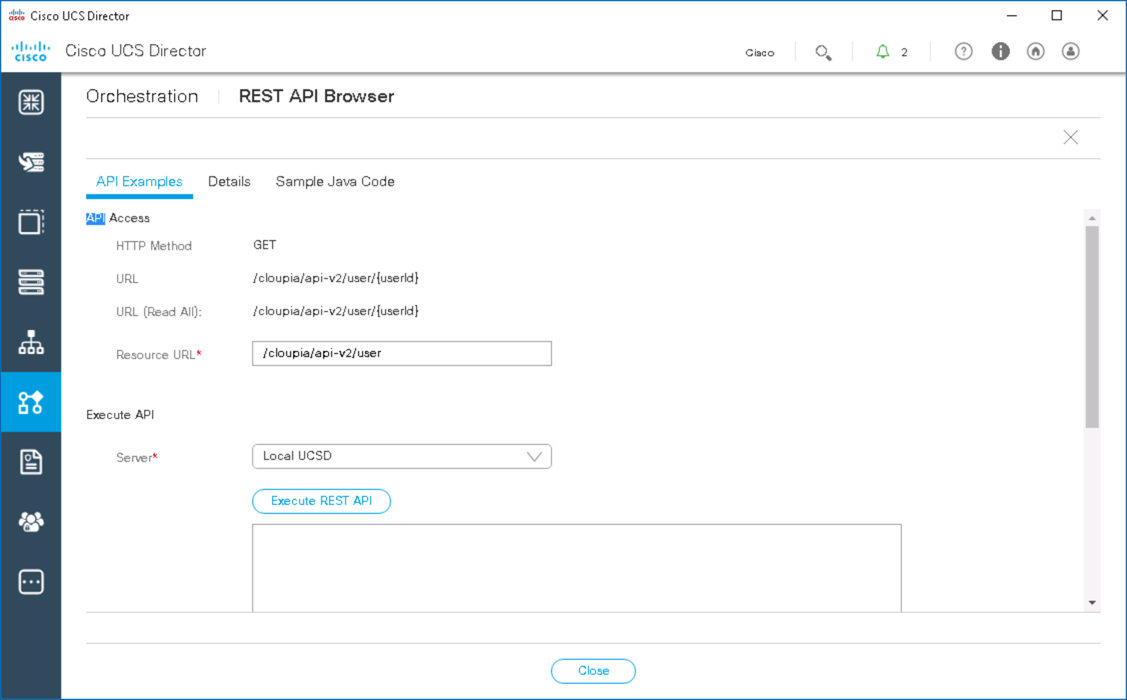 Cisco UCS Director
Cisco UCS Director
Cisco
2
Orchestration
REST API Browser
API Examples
Details
Sample Java Code
API Access
HTTP Method GET
URL /cloupia/api-v2/user/{userId}
URL (Read All): /cloupia/api-v2/user/{userId}
Resource URL* /cloupia/api-v2/user
Execute API
Server* Local UCSD
Execute REST API
Close